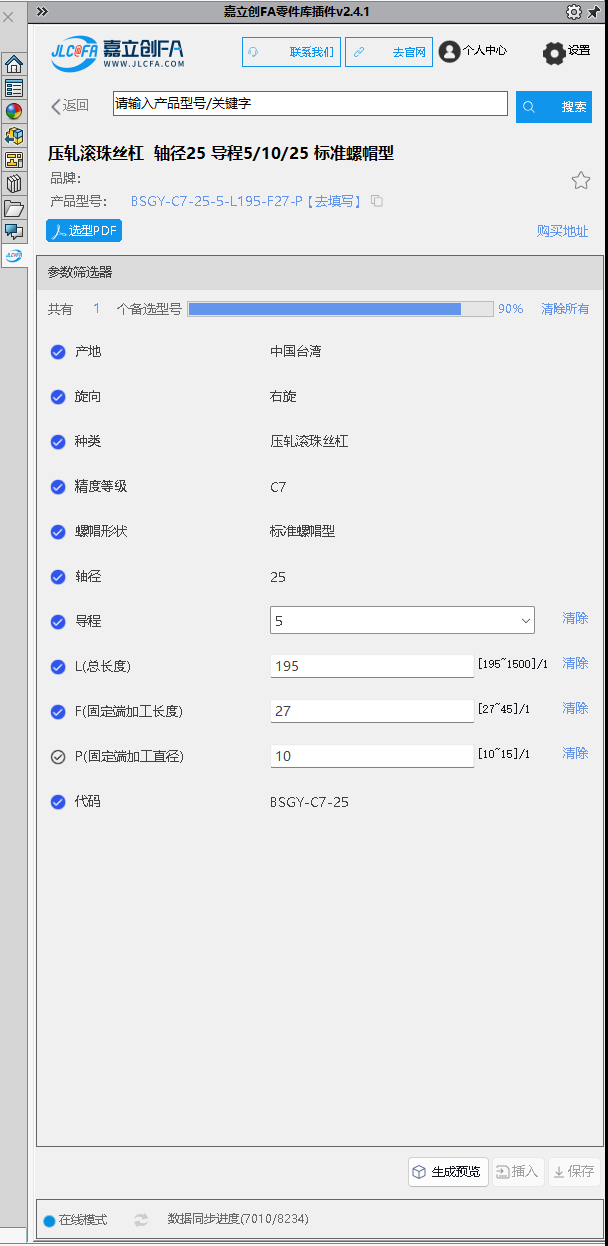 嘉立创FA零件库插件v2.4.1
JLC@FA 嘉立创FA
WWW.JLCFA.COM
联系我们 去官网 个人中心 设置
返回 请输入产品型号/关键字 搜索
压轧滚珠丝杠 轴径25 导程5/10/25 标准螺帽型
品牌:
产品型号: BSGY-C7-25-5-L195-F27-P【去填写】
选型PDF 购买地址
参数筛选器
共有 1 个备选型号 90% 清除所有
产地 中国台湾
旋向 右旋
种类 压轧滚珠丝杠
精度等级 C7
螺帽形状 标准螺帽型
轴径 25
导程 5 清除
L(总长度) 195 [195~1500]/1 清除
F(固定端加工长度) 27 [27~45]/1 清除
P(固定端加工直径) 10 [10~15]/1 清除
代码 BSGY-C7-25
生成预览 插入 保存
在线模式 数据同步进度(7010/8234)